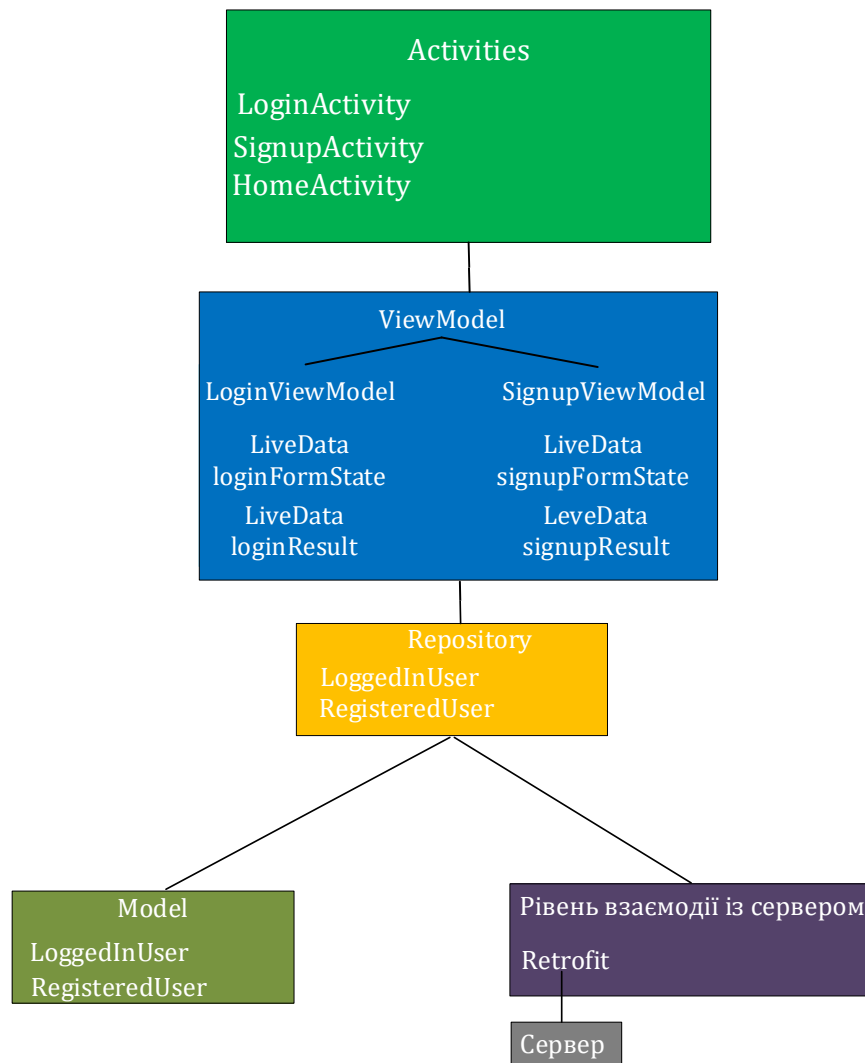 Activities
LoginActivity
SignupActivity
HomeActivity
ViewModel
LoginViewModel
LiveData
loginFormState
LiveData
loginResult
SignupViewModel
LiveData
signupFormState
LeveData
signupResult
Repository
LoggedInUser
RegisteredUser
Model
LoggedInUser
RegisteredUser
Рівень взаємодії із сервером
Retrofit
Сервер